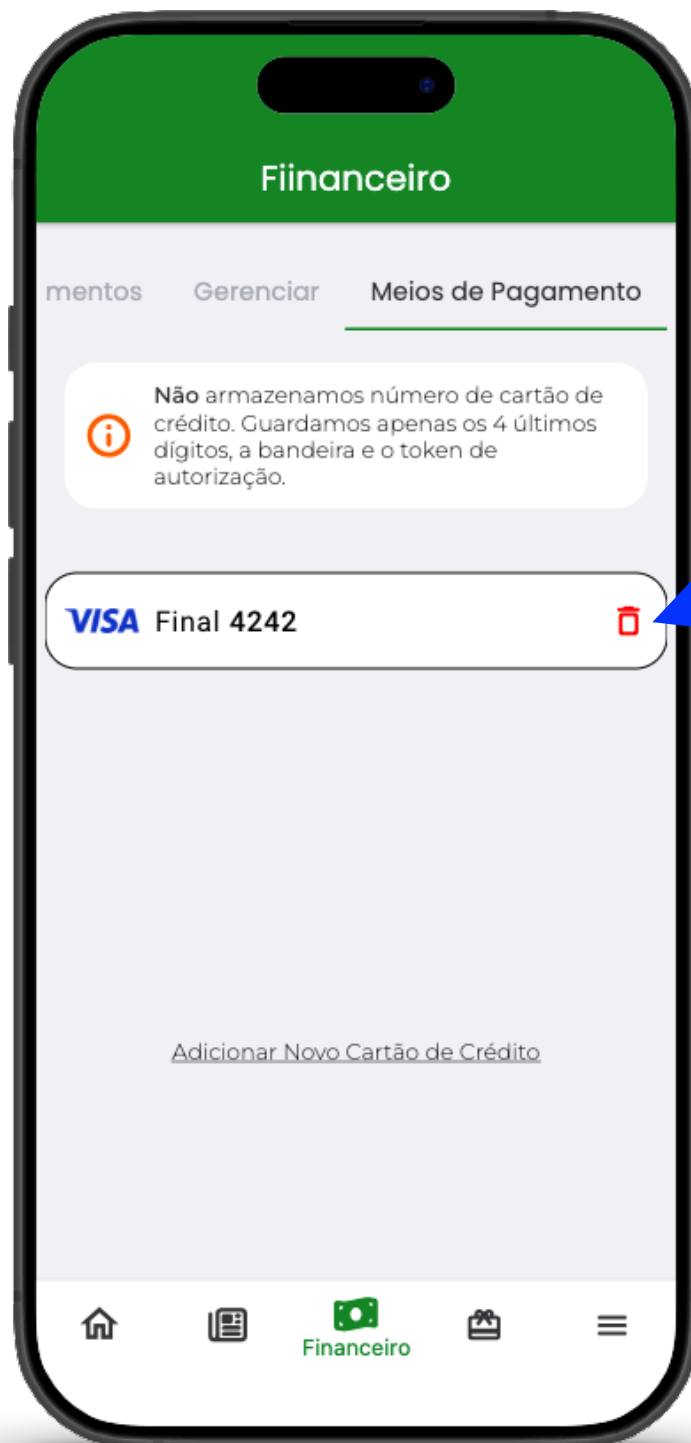 Fiinanceiro
mentos Gerenciar Meios de Pagamento
Não armazenamos número de cartão de
crédito. Guardamos apenas os 4 últimos
dígitos, a bandeira e o token de
autorização.
VISA Final 4242
Adicionar Novo Cartão de Crédito
Financeiro